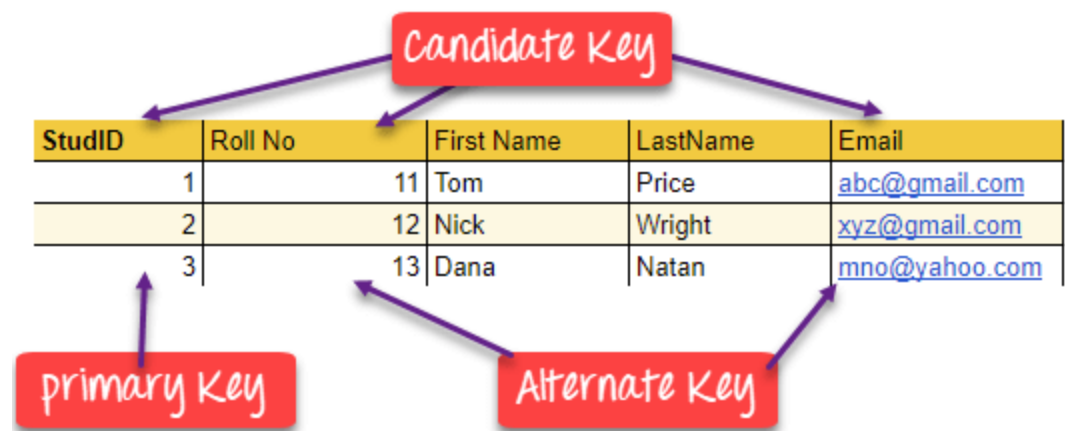 Candidate Key
StudID Roll No First Name LastName Email
1 11 Tom Price abc@gmail.com
2 12 Nick Wright xyz@gmail.com
3 13 Dana Natan mno@yahoo.com
primary Key Alternate Key